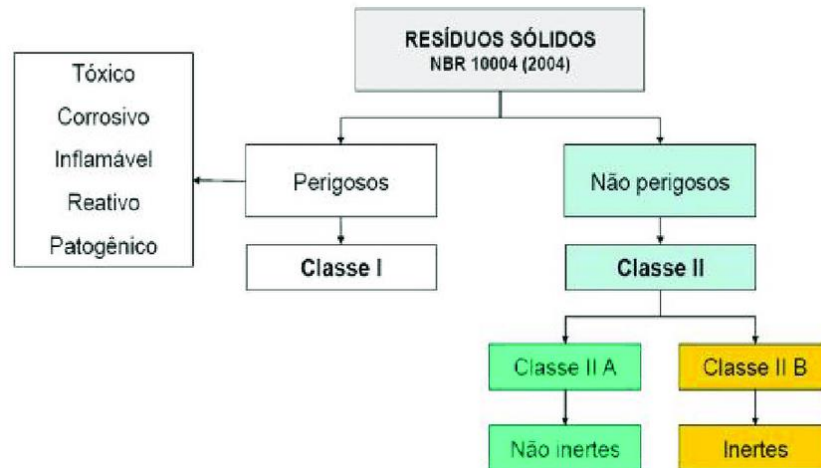 RESÍDUOS SÓLIDOS
NBR 10004 (2004)
Tóxico
Corrosivo
Inflamável
Reativo
Patogênico
Perigosos
Não perigosos
Classe I
Classe II
Classe II A
Classe II B
Não inertes
Inertes